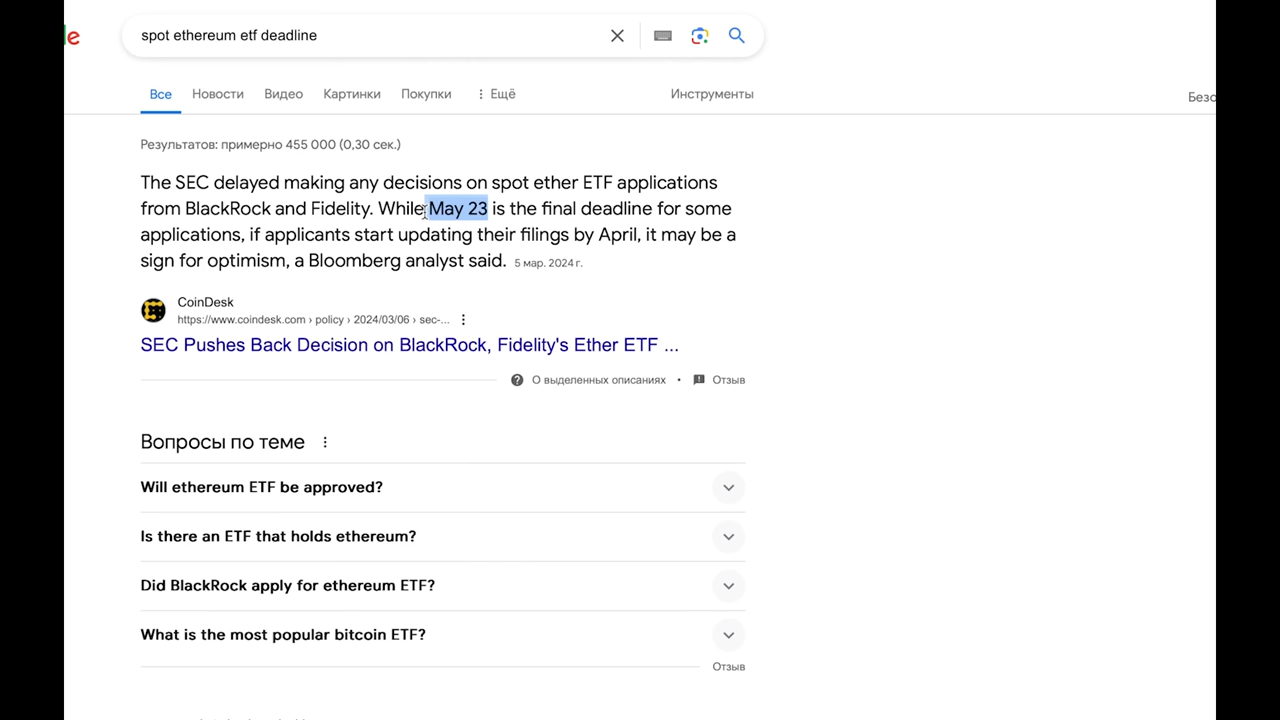 le
spot ethereum etf deadline
Все Новости Видео Картинки Покупки Ещё Инструменты
Безо
Результатов: примерно 455 000 (0,30 сек.)
The SEC delayed making any decisions on spot ether ETF applications
from BlackRock and Fidelity. While May 23 is the final deadline for some
applications, if applicants start updating their filings by April, it may be a
sign for optimism, a Bloomberg analyst said. 5 мар. 2024 г.
CoinDesk
https://www.coindesk.com › policy › 2024/03/06 › sec-...
SEC Pushes Back Decision on BlackRock, Fidelity's Ether ETF ...
О выделенных описаниях • Отзыв
Вопросы по теме
Will ethereum ETF be approved?
Is there an ETF that holds ethereum?
Did BlackRock apply for ethereum ETF?
What is the most popular bitcoin ETF?
Отзыв